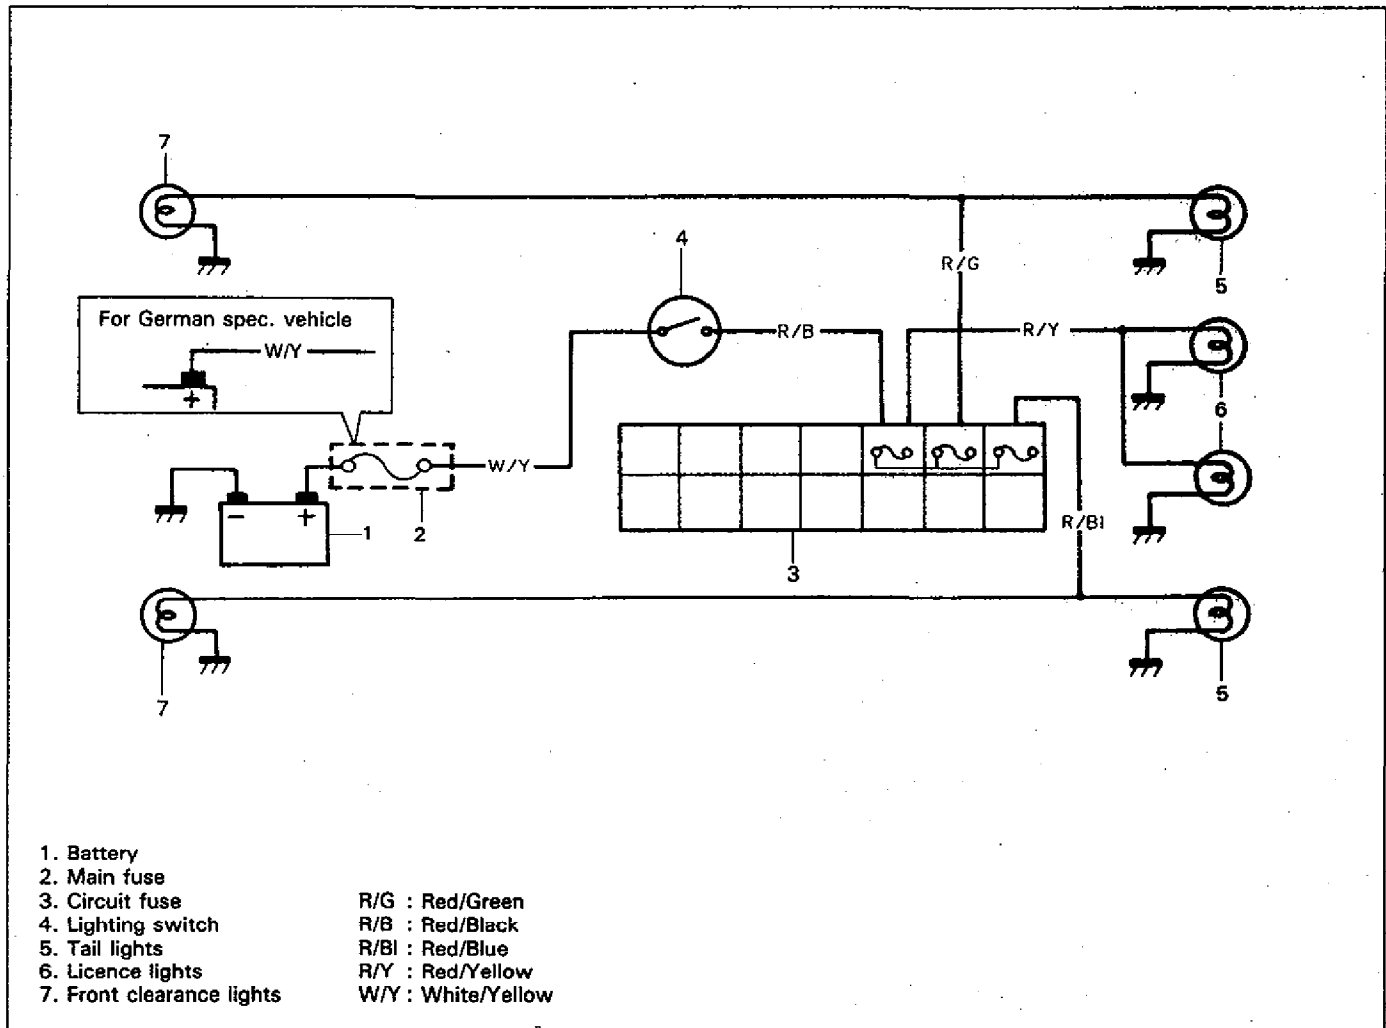 7
4
R/G
5
For German spec. vehicle
W/Y
+
R/B
R/Y
6
W/Y
− +
1
2
R/Bl
3
7
5
1. Battery
2. Main fuse
3. Circuit fuse
4. Lighting switch
5. Tail lights
6. Licence lights
7. Front clearance lights
R/G : Red/Green
R/B : Red/Black
R/Bl : Red/Blue
R/Y : Red/Yellow
W/Y : White/Yellow